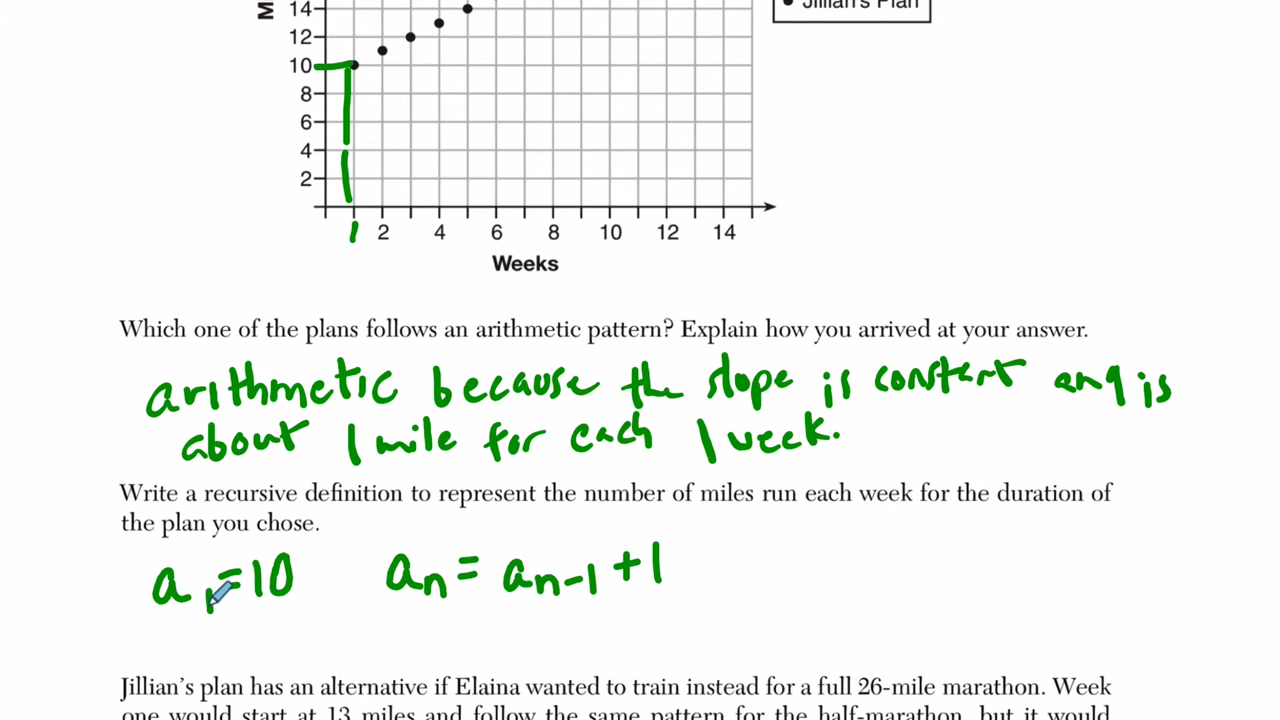 M
14
• Jillian's Plan
12
10
8
6
4
2
1 2 4 6 8 10 12 14
Weeks
Which one of the plans follows an arithmetic pattern? Explain how you arrived at your answer.
arithmetic because the slope is constant and is
about 1 mile for each 1 week.
Write a recursive definition to represent the number of miles run each week for the duration of
the plan you chose.
a₁=10 aₙ = aₙ₋₁ +1
Jillian's plan has an alternative if Elaina wanted to train instead for a full 26-mile marathon. Week
one would start at 13 miles and follow the same pattern for the half-marathon, but it would